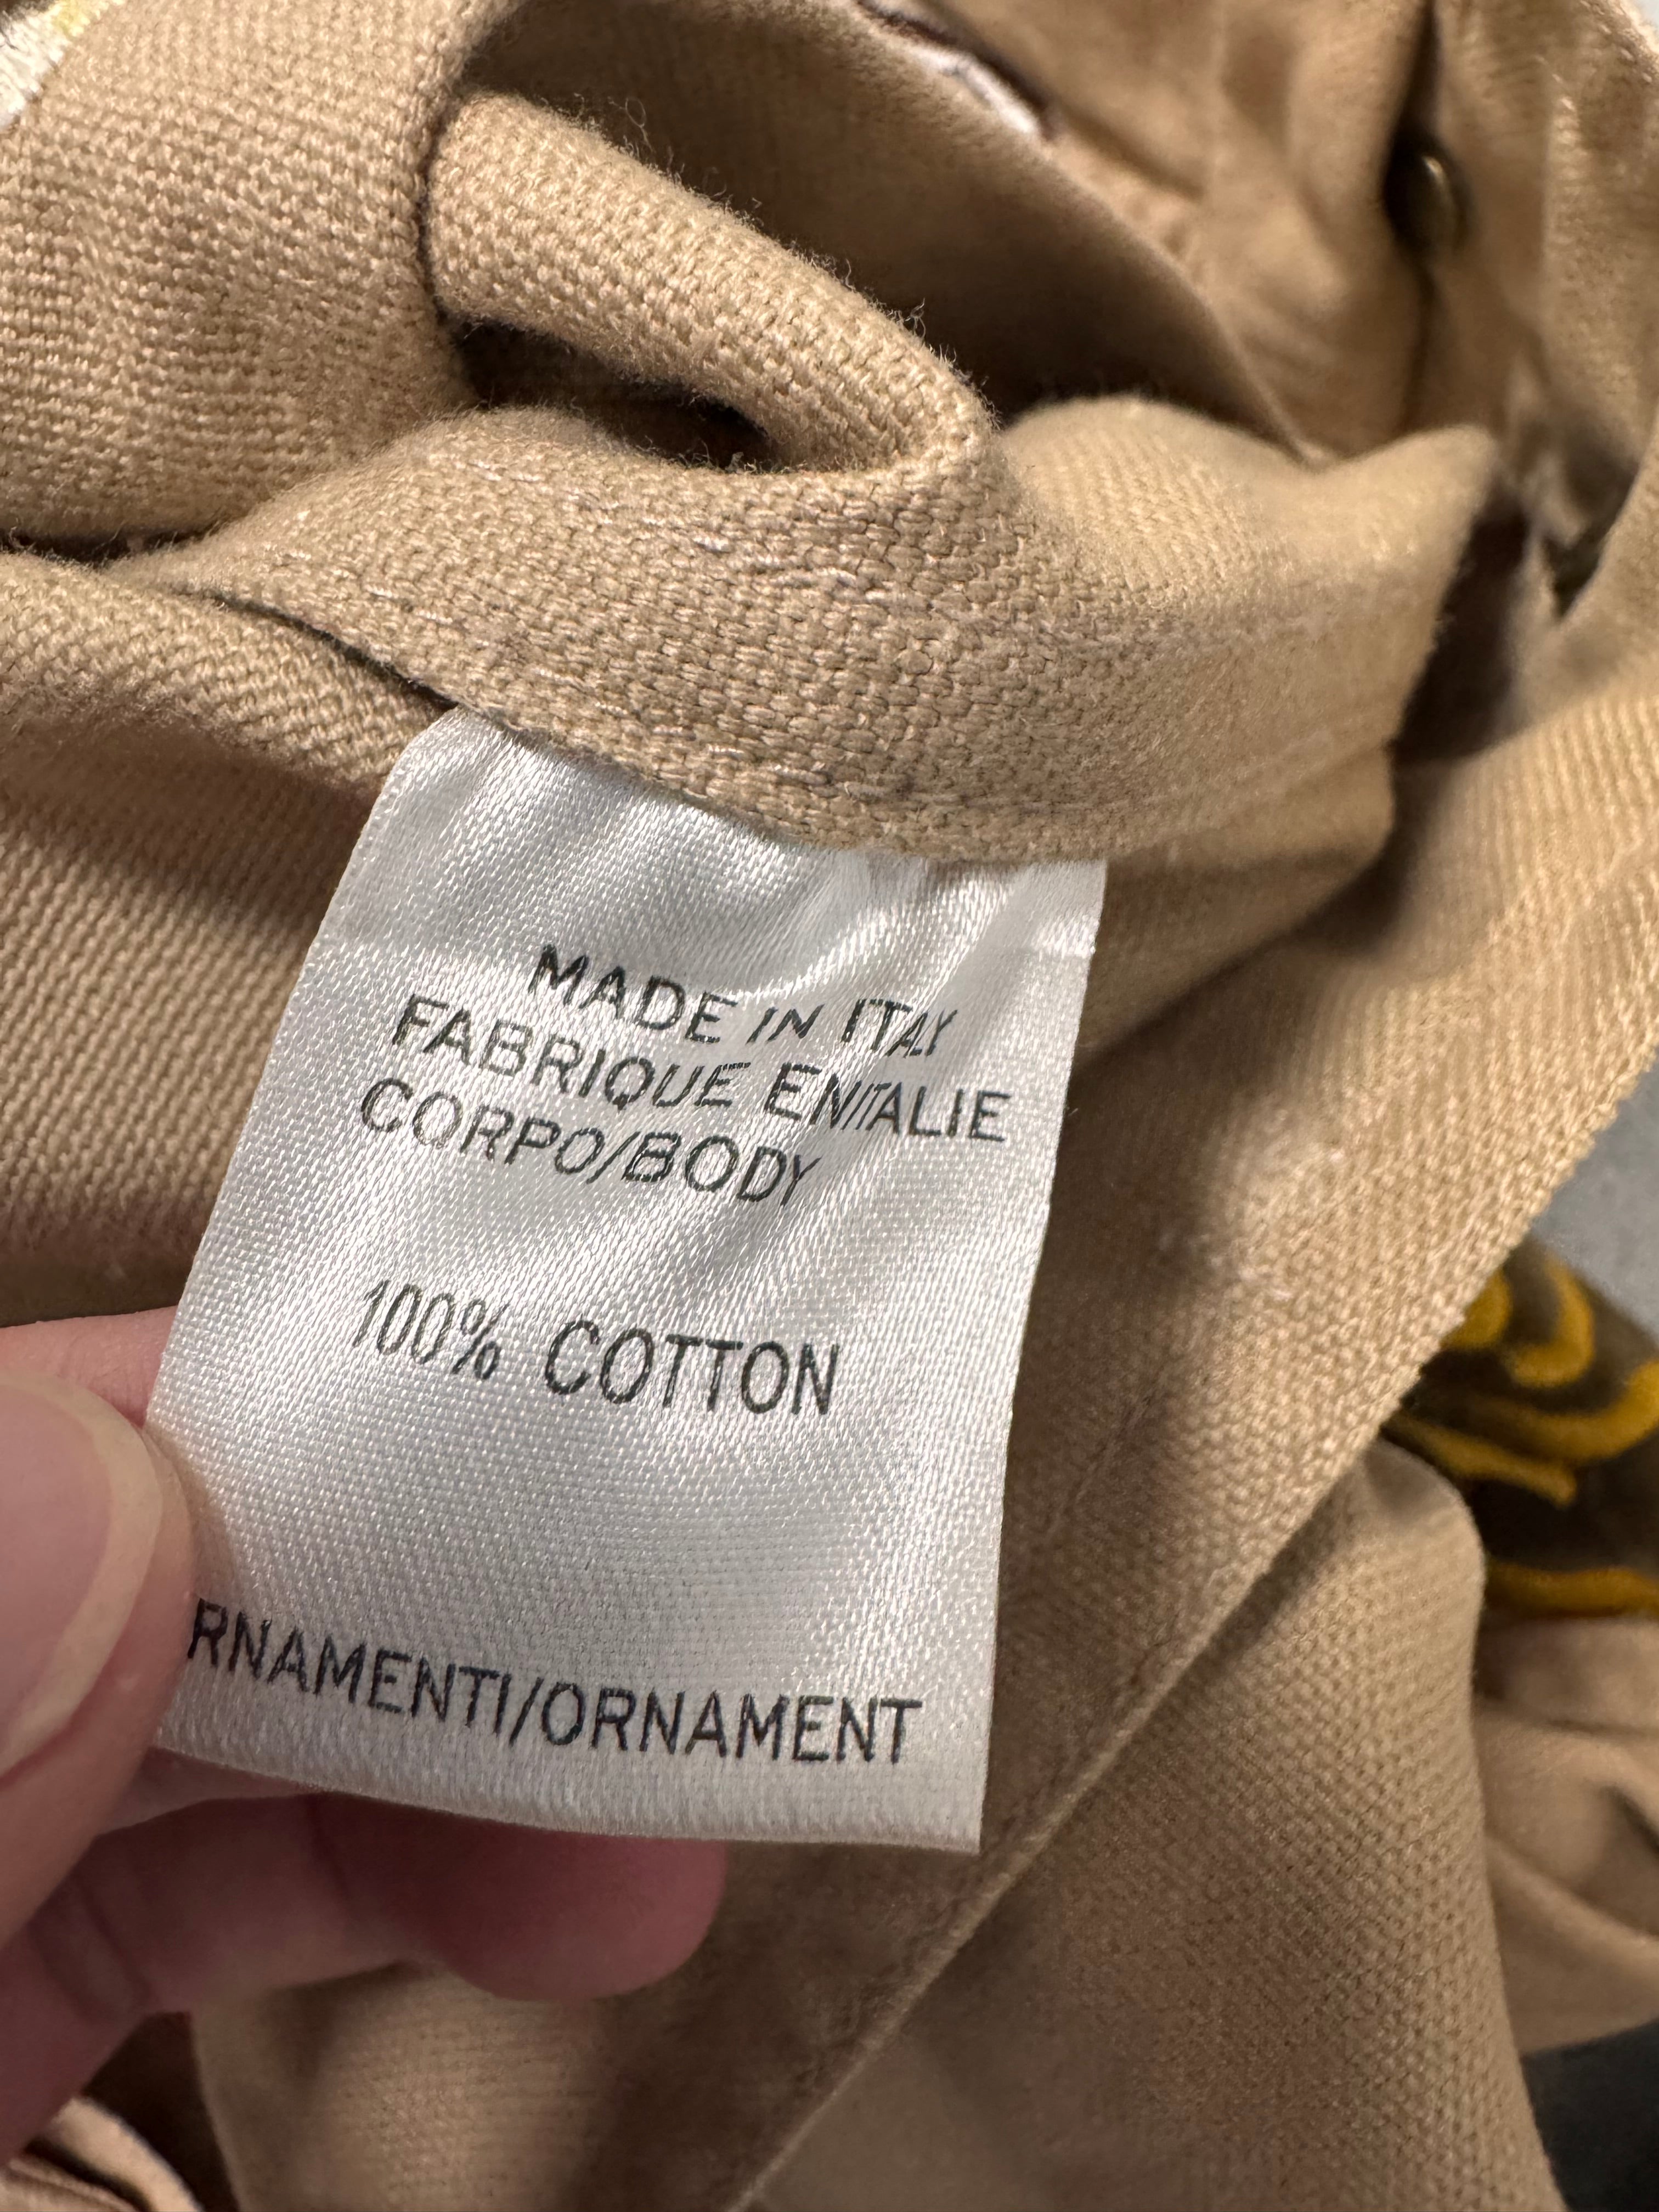 MADE IN ITALY
FABRIQUE EN ITALIE
CORPO/BODY
100% COTTON
RNAMENTI/ORNAMENT